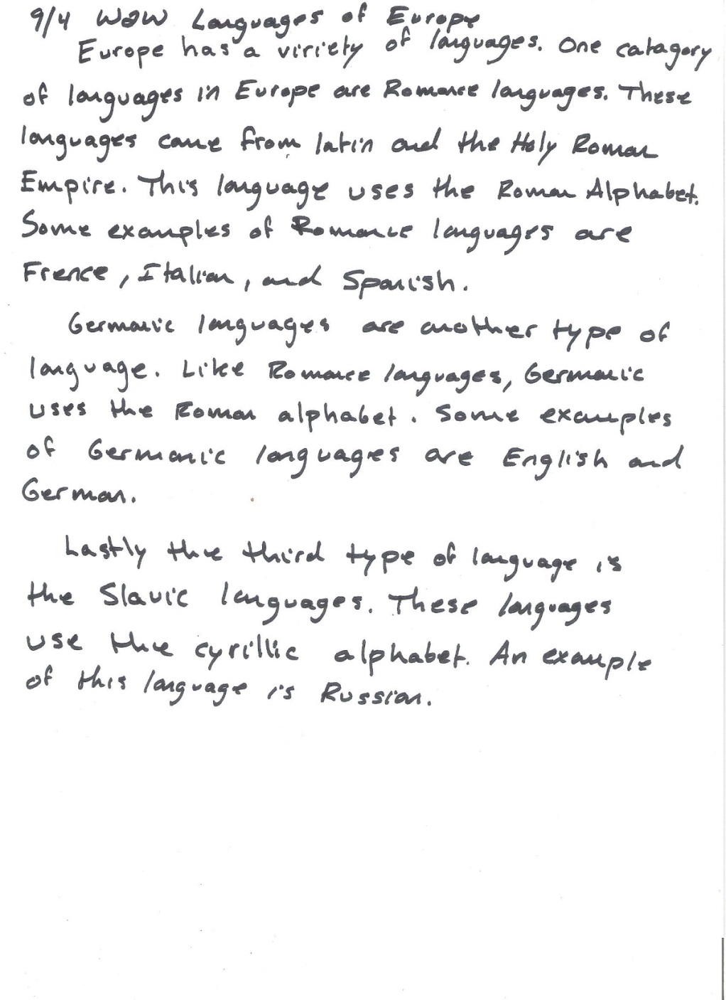 9/4 WOW Languages of Europe
Europe has a viriety of languages. One catagory
of languages in Europe are Romance languages. These
languages came from latin and the Holy Roman
Empire. This language uses the Roman Alphabet.
Some examples of Romance languages are
Frence, Italian, and Spanish.
Germanic languages are another type of
language. Like Romance languages, Germanic
uses the Roman alphabet. Some examples
of Germanic languages are English and
German.
Lastly the third type of language is
the Slavic languages. These languages
use the cyrillic alphabet. An example
of this language is Russian.